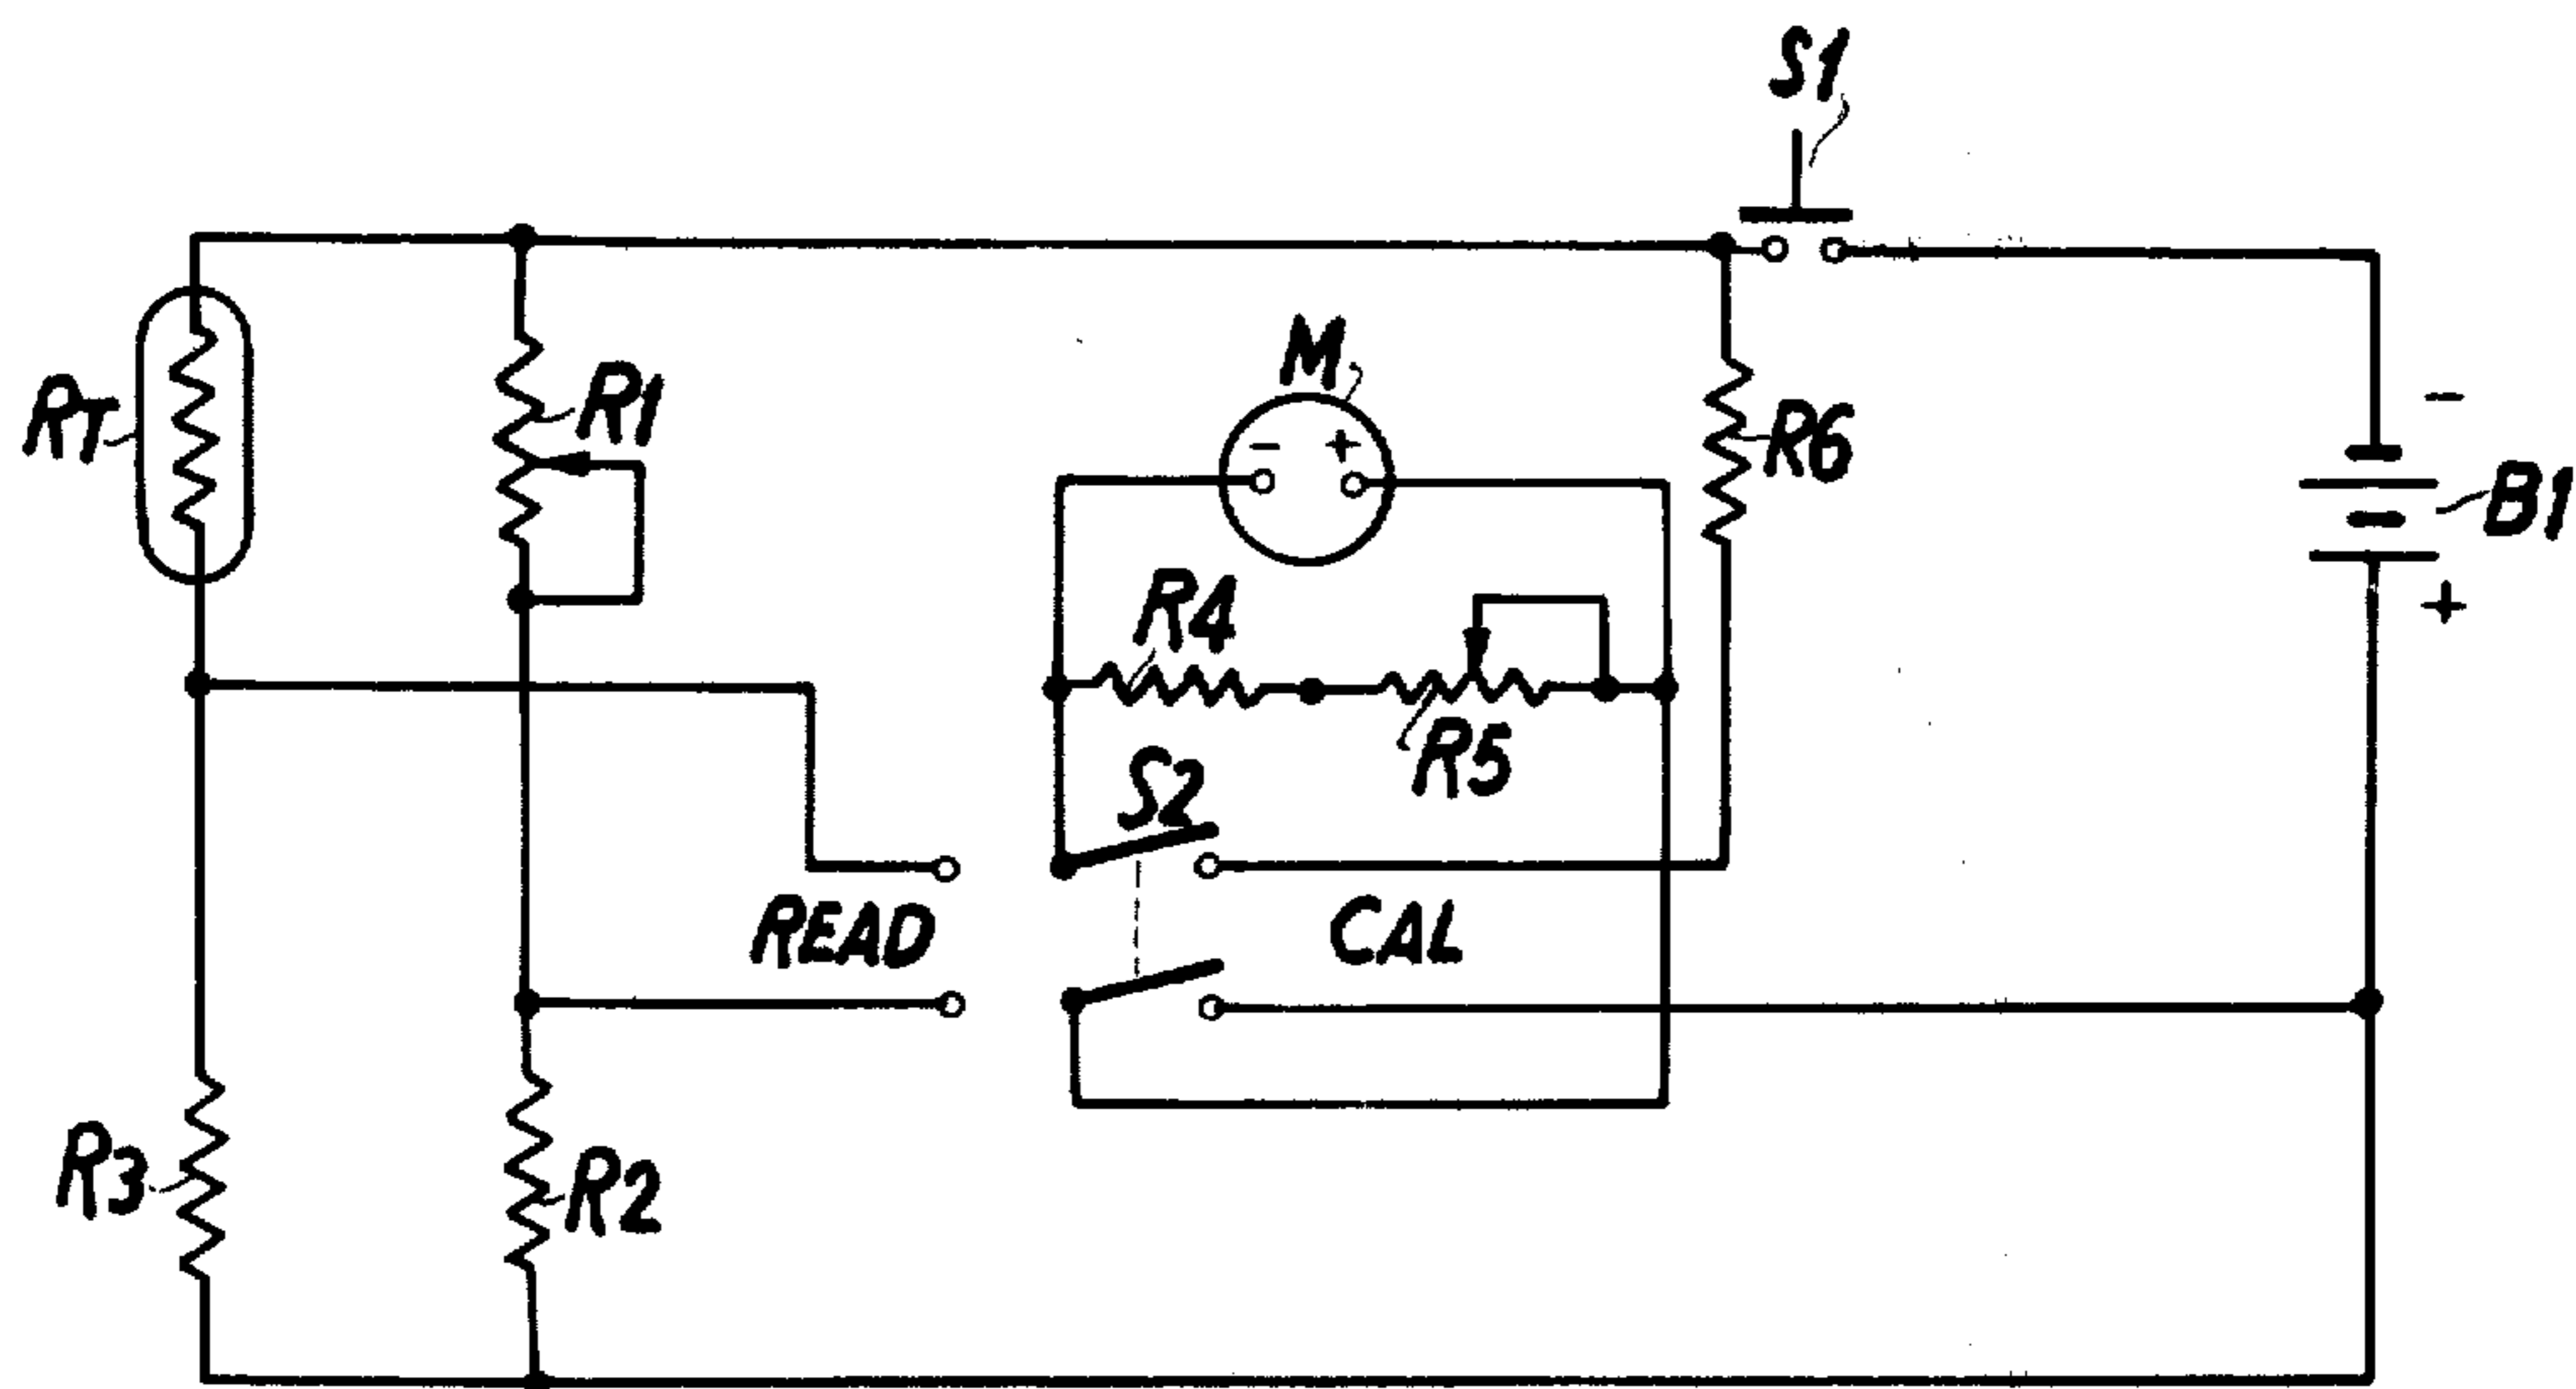 S1
M
- +
RT
R1
R6
-
B1
+
R4
R5
S2
READ
CAL
R3
R2